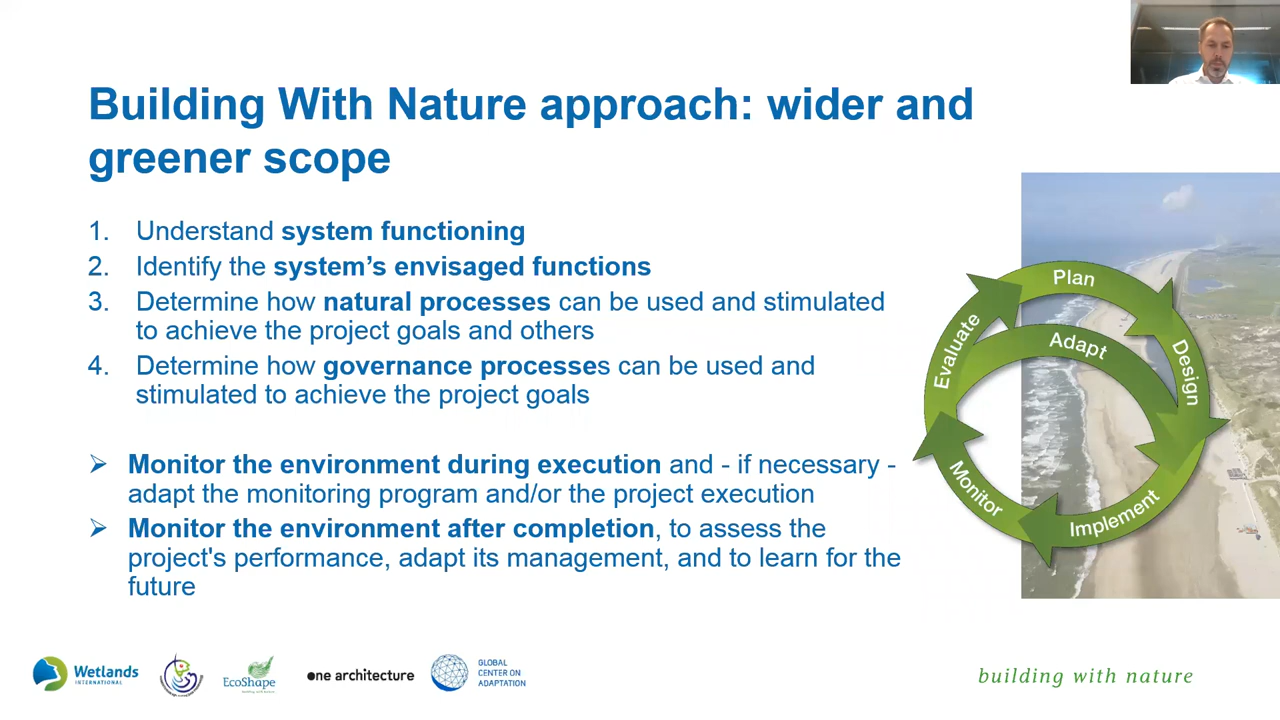 Building With Nature approach: wider and
greener scope
1. Understand system functioning
2. Identify the system's envisaged functions
3. Determine how natural processes can be used and stimulated
to achieve the project goals and others
4. Determine how governance processes can be used and
stimulated to achieve the project goals
Monitor the environment during execution and - if necessary -
adapt the monitoring program and/or the project execution
Monitor the environment after completion, to assess the
project's performance, adapt its management, and to learn for the
future
Plan
Design
Implement
Monitor
Evaluate
Adapt
Wetlands
INTERNATIONAL
EcoShape
building with nature
one architecture
GLOBAL
CENTER ON
ADAPTATION
building with nature